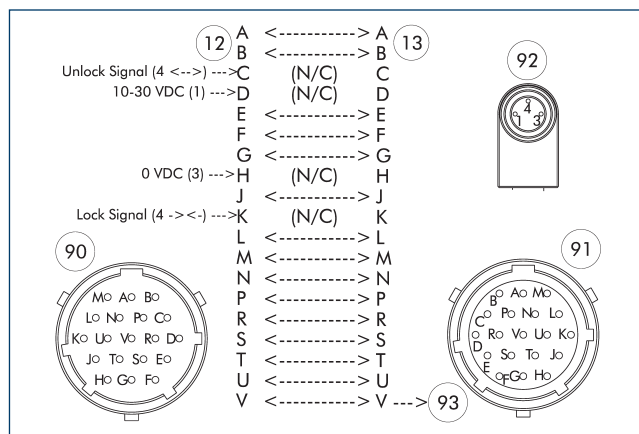 12 A <-----------> A 13
B <-----------> B
Unlock Signal (4 <-->) --->C (N/C) C
10-30 VDC (1) --->D (N/C) D
E <-----------> E
F <-----------> F
G <-----------> G
0 VDC (3) --->H (N/C) H
J <-----------> J
Lock Signal (4 -><-) --->K (N/C) K
L <-----------> L
M <-----------> M
N <-----------> N
P <-----------> P
R <-----------> R
S <-----------> S
T <-----------> T
U <-----------> U
V <-----------> V ---> 93
92
4
1 3
90
M A B
L N P C
K U V R D
J T S E
H G F
91
B A M
C P N L
D R V U K
E S T J
F G H